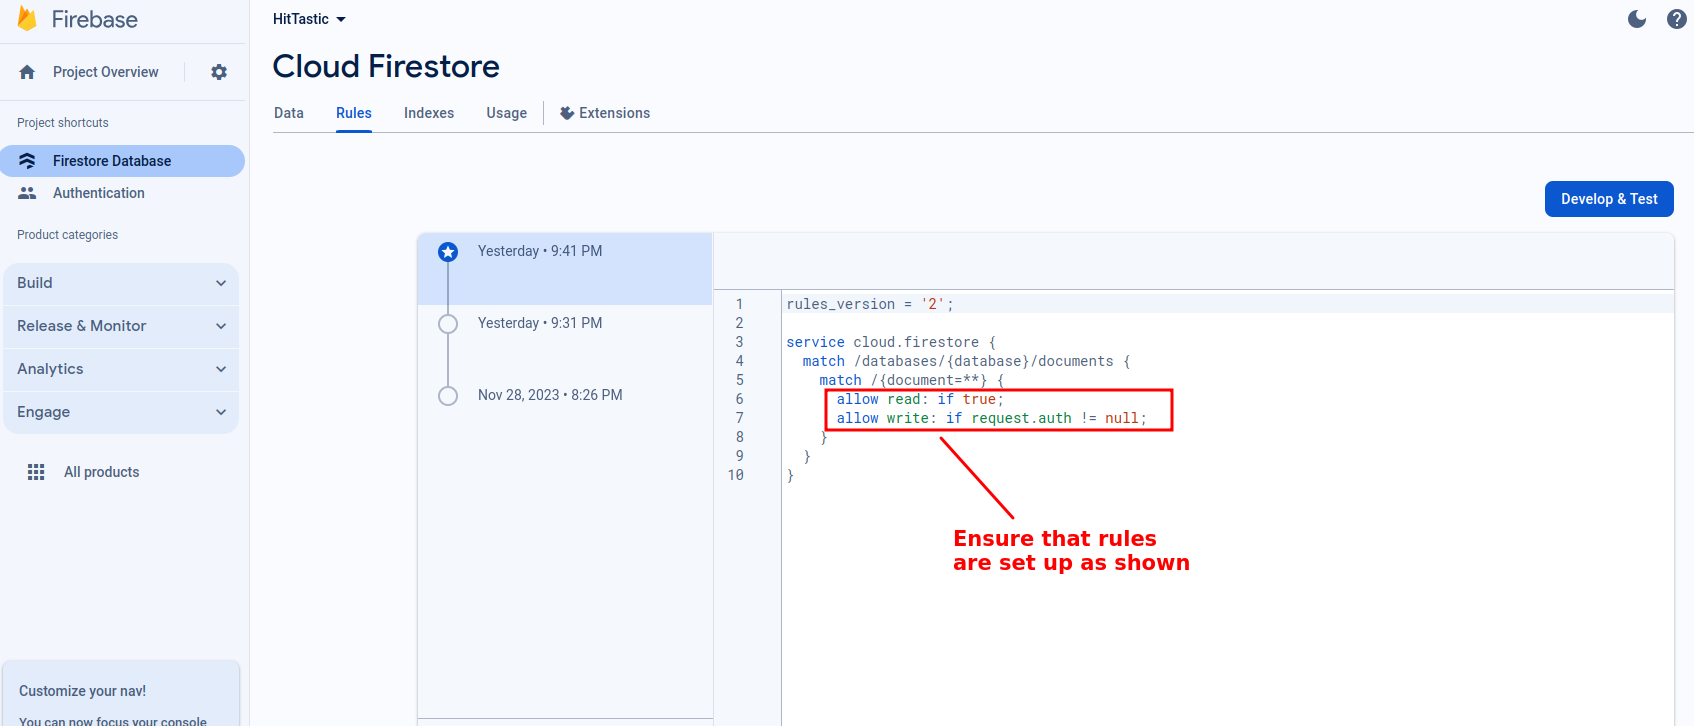 Firebase
Project Overview
Project shortcuts
Firestore Database
Authentication
Product categories
Build
Release & Monitor
Analytics
Engage
All products
Customize your nav!
You can now focus your console
HitTastic
Cloud Firestore
Data Rules Indexes Usage Extensions
Develop & Test
Yesterday • 9:41 PM
Yesterday • 9:31 PM
Nov 28, 2023 • 8:26 PM
1 rules_version = '2';
2
3 service cloud.firestore {
4   match /databases/{database}/documents {
5     match /{document=**} {
6       allow read: if true;
7       allow write: if request.auth != null;
8     }
9   }
10 }
Ensure that rules
are set up as shown